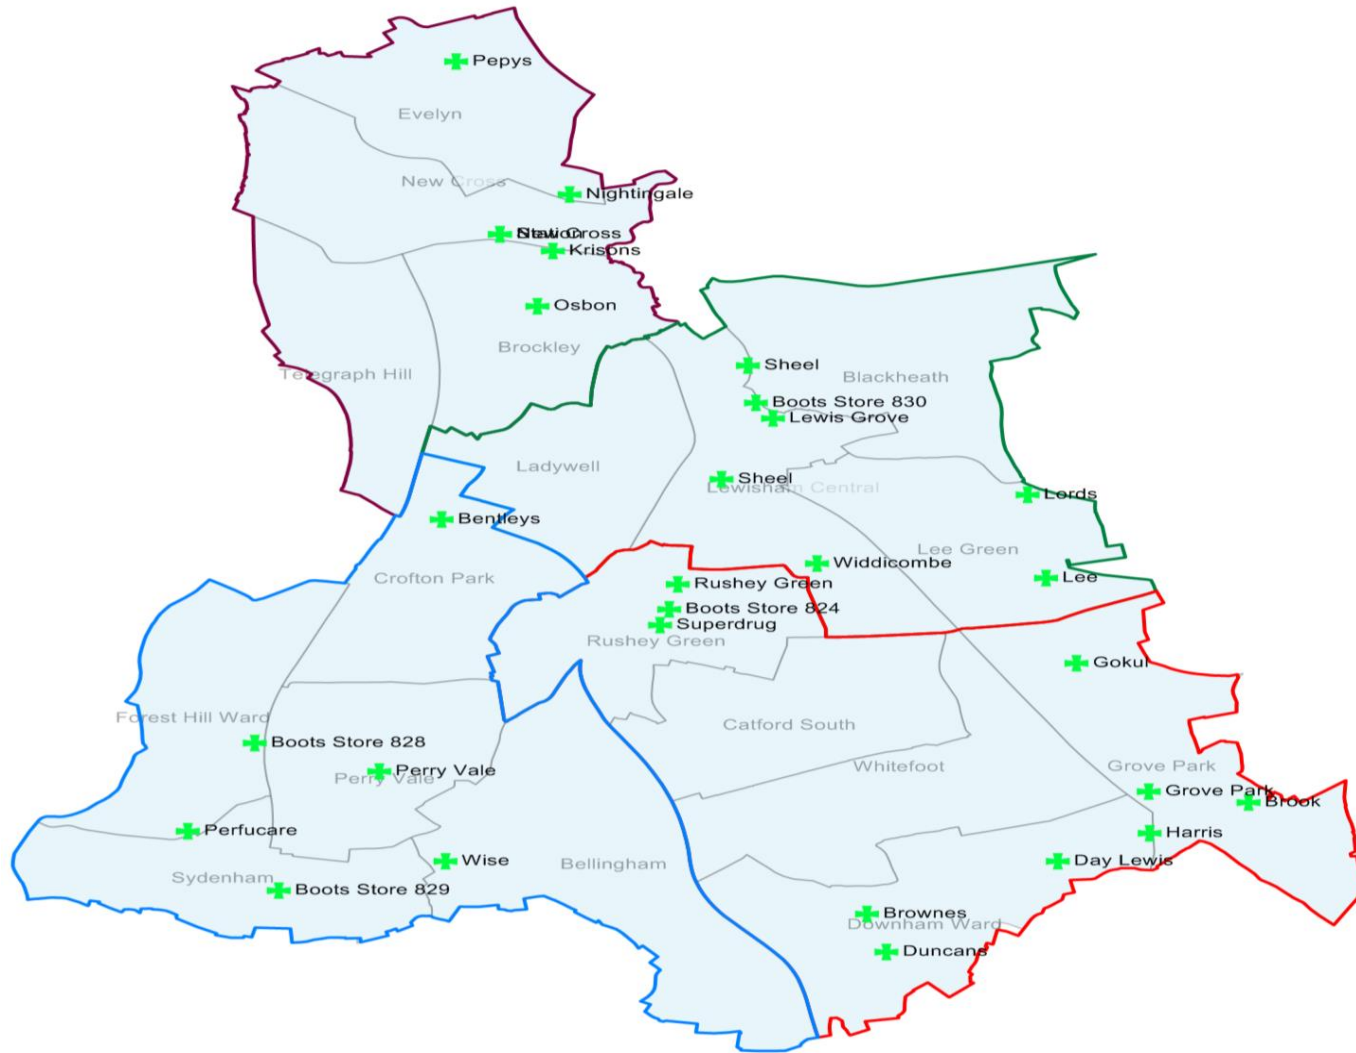 Pepys
Evelyn
New Cross
Nightingale
Station
New Cross
Krisons
Osbon
Brockley
Telegraph Hill
Sheel
Blackheath
Boots Store 830
Lewis Grove
Ladywell
Sheel
Lewisham Central
Lords
Bentleys
Lee Green
Widdicombe
Crofton Park
Lee
Rushey Green
Boots Store 824
Superdrug
Rushey Green
Gokul
Forest Hill Ward
Catford South
Boots Store 828
Whitefoot
Grove Park
Perry Vale
Perry Vale
Grove Park
Brook
Perfucare
Harris
Wise
Bellingham
Day Lewis
Sydenham
Boots Store 829
Brownes
Downham Ward
Duncans